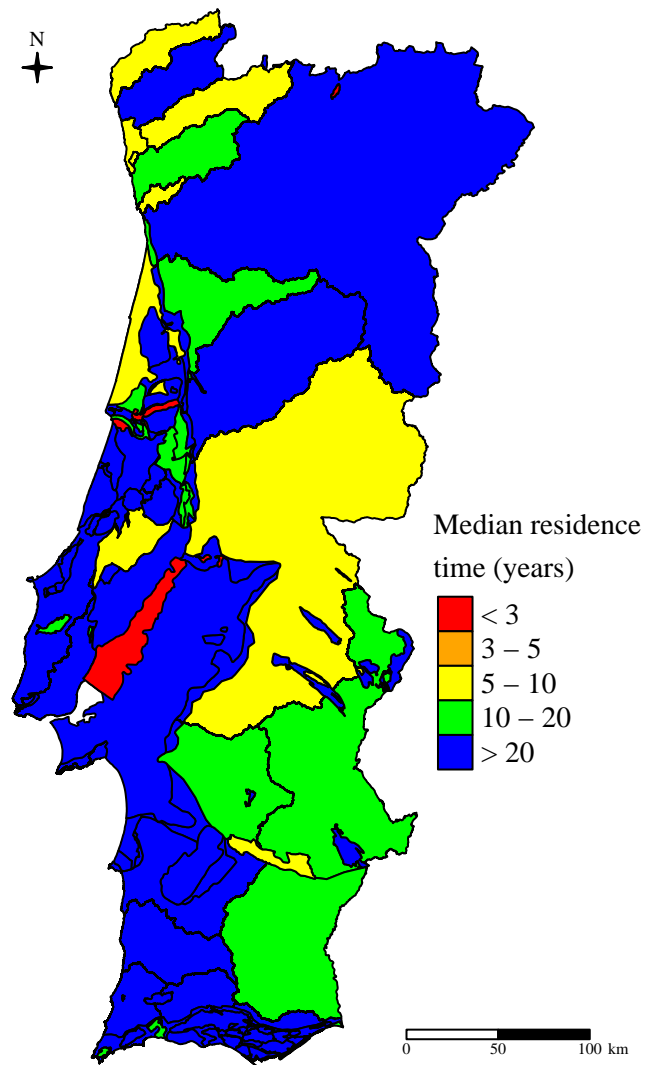 N
Median residence
time (years)
< 3
3 – 5
5 – 10
10 – 20
> 20
0 50 100 km